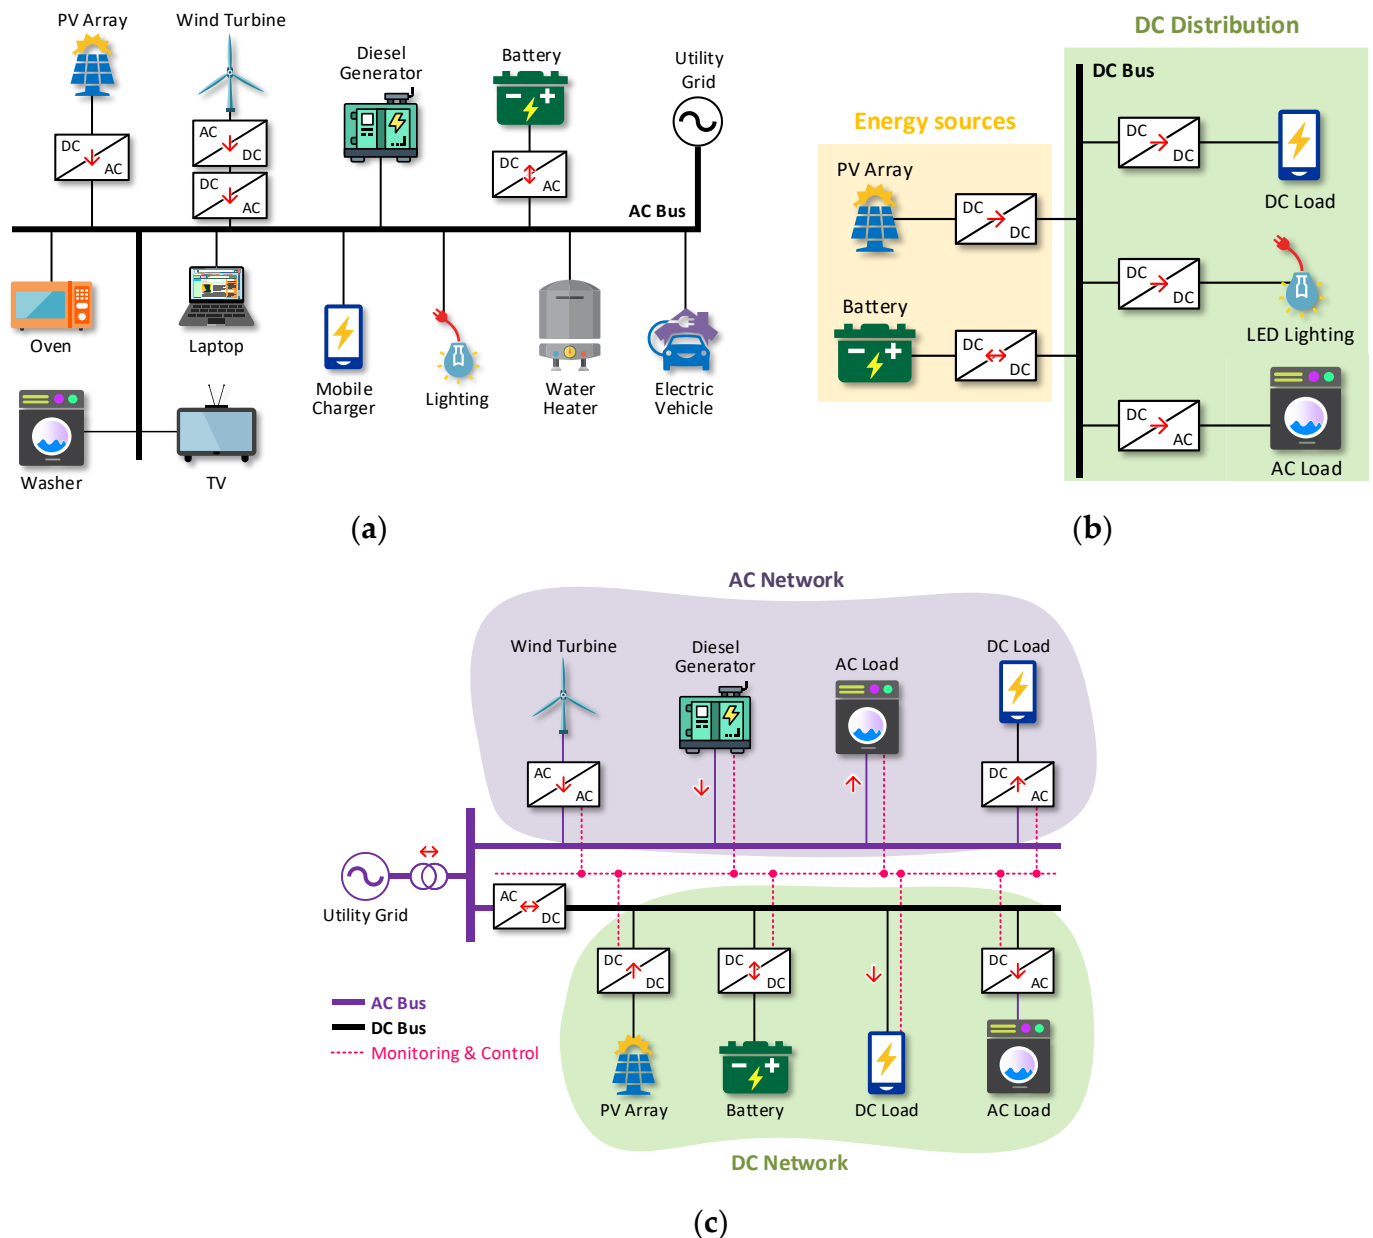 PV Array
Wind Turbine
Diesel
Generator
Battery
Utility
Grid
DC
AC
AC
DC
DC
AC
DC
AC
AC Bus
Oven
Laptop
Mobile
Charger
Lighting
Water
Heater
Electric
Vehicle
Washer
TV
(a)
DC Distribution
DC Bus
Energy sources
PV Array
DC
DC
Battery
DC
DC
DC
DC
DC Load
DC
DC
LED Lighting
DC
AC
AC Load
(b)
AC Network
Wind Turbine
Diesel
Generator
AC Load
DC Load
AC
AC
DC
AC
Utility Grid
AC
DC
DC
DC
DC
DC
DC
AC
AC Bus
DC Bus
Monitoring & Control
PV Array
Battery
DC Load
AC Load
DC Network
(c)